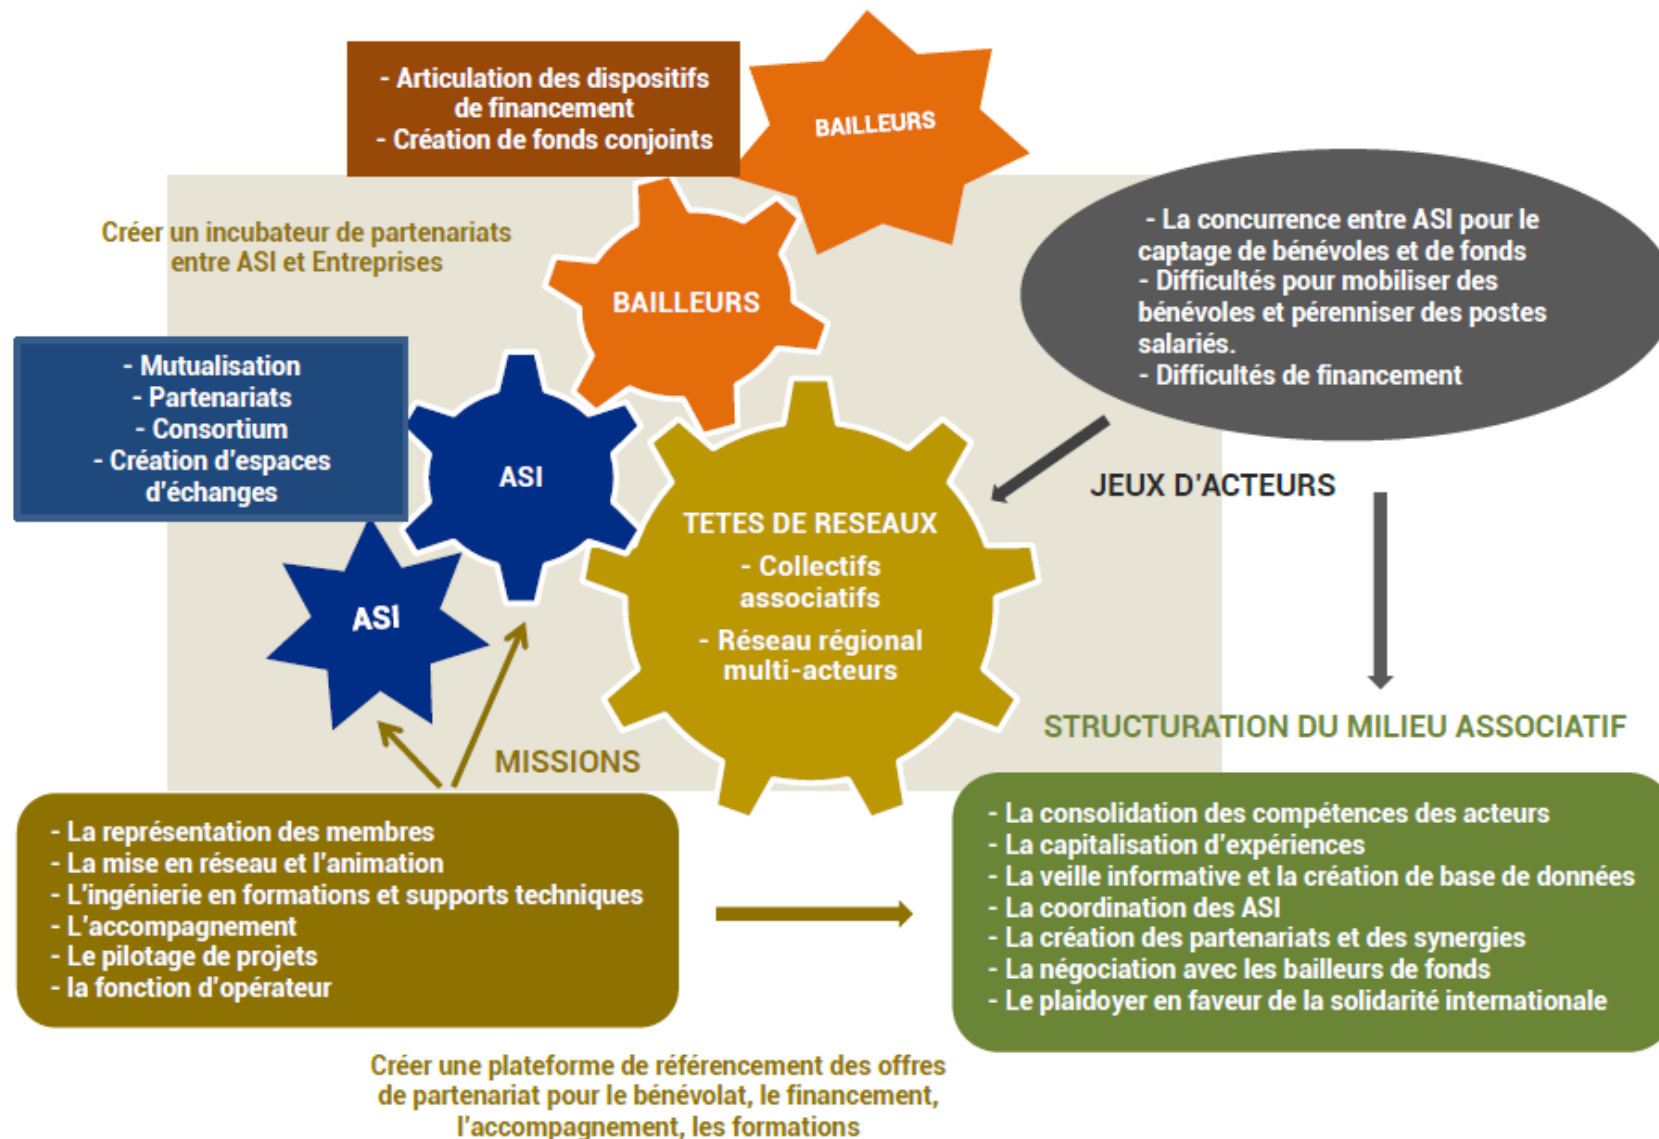 - Articulation des dispositifs
de financement
- Création de fonds conjoints
BAILLEURS
Créer un incubateur de partenariats
entre ASI et Entreprises
BAILLEURS
- La concurrence entre ASI pour le
captage de bénévoles et de fonds
- Difficultés pour mobiliser des
bénévoles et pérenniser des postes
salariés.
- Difficultés de financement
- Mutualisation
- Partenariats
- Consortium
- Création d'espaces
d'échanges
ASI
JEUX D'ACTEURS
TETES DE RESEAUX
- Collectifs
associatifs
- Réseau régional
multi-acteurs
ASI
MISSIONS
STRUCTURATION DU MILIEU ASSOCIATIF
- La représentation des membres
- La mise en réseau et l'animation
- L'ingénierie en formations et supports techniques
- L'accompagnement
- Le pilotage de projets
- la fonction d'opérateur
- La consolidation des compétences des acteurs
- La capitalisation d'expériences
- La veille informative et la création de base de données
- La coordination des ASI
- La création des partenariats et des synergies
- La négociation avec les bailleurs de fonds
- Le plaidoyer en faveur de la solidarité internationale
Créer une plateforme de référencement des offres
de partenariat pour le bénévolat, le financement,
l'accompagnement, les formations